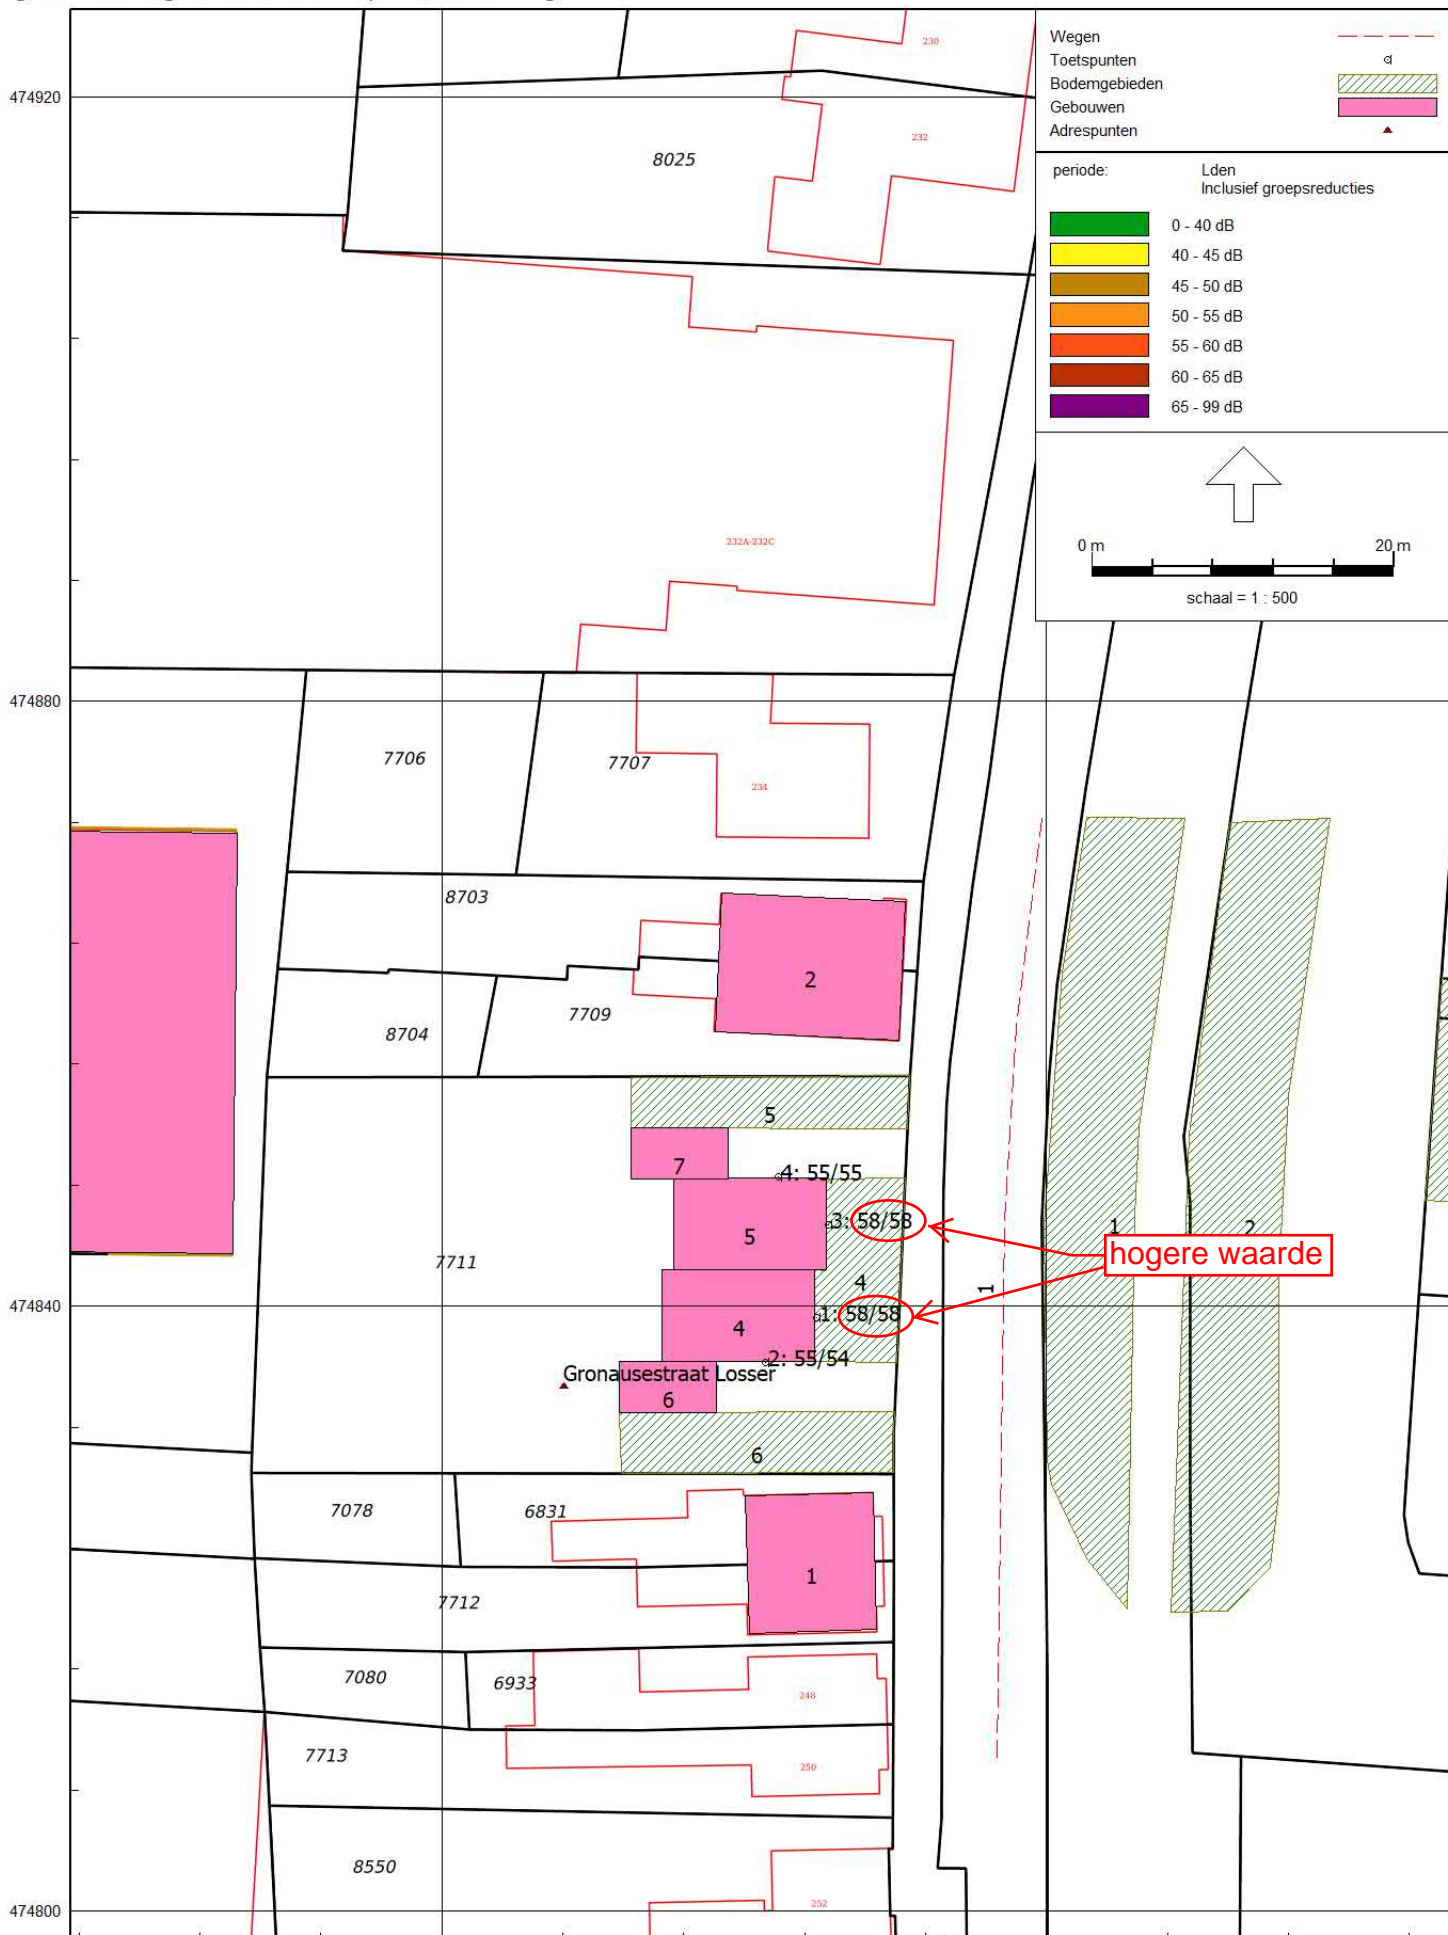 230
Wegen
Toetspunten
Bodemgebieden
Gebouwen
Adrespunten
474920
232
8025
periode:
Lden
Inclusief groepsreducties
0 - 40 dB
40 - 45 dB
45 - 50 dB
50 - 55 dB
55 - 60 dB
60 - 65 dB
65 - 99 dB
232A-232C
0 m
20 m
schaal = 1 : 500
474880
7706
7707
234
8703
2
7709
8704
5
7
4: 55/55
3: 58/58
5
1
2
hogere waarde
7711
4
1
474840
1: 58/58
4
2: 55/54
Gronausestraat Losser
6
6
7078
6831
1
7712
7080
6933
248
7713
250
8550
252
474800